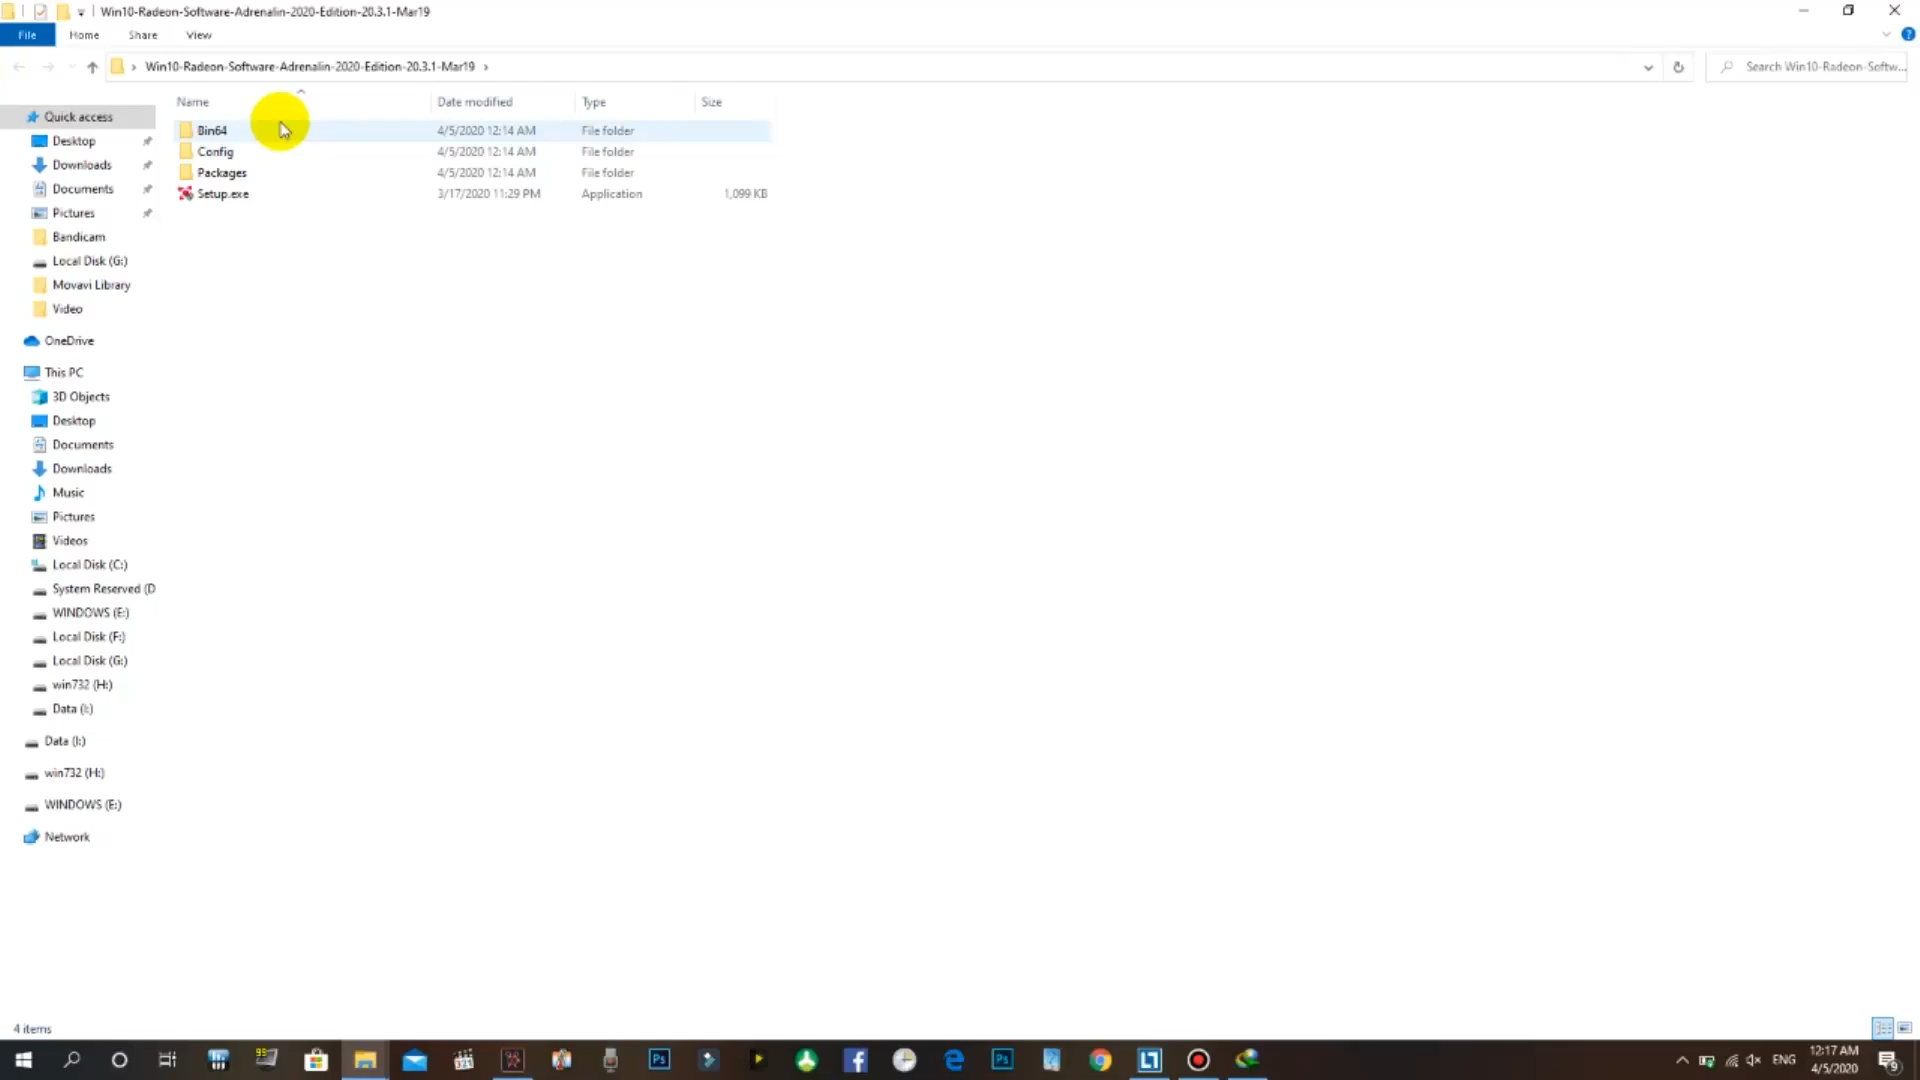 Win10-Radeon-Software-Adrenalin-2020-Edition-20.3.1-Mar19
File Home Share View
Win10-Radeon-Software-Adrenalin-2020-Edition-20.3.1-Mar19
Search Win10-Radeon-Softw...
Name Date modified Type Size
Bin64 4/5/2020 12:14 AM File folder
Config 4/5/2020 12:14 AM File folder
Packages 4/5/2020 12:14 AM File folder
Setup.exe 3/17/2020 11:29 PM Application 1,099 KB
Quick access
Desktop
Downloads
Documents
Pictures
Bandicam
Local Disk (G:)
Movavi Library
Video
OneDrive
This PC
3D Objects
Desktop
Documents
Downloads
Music
Pictures
Videos
Local Disk (C:)
System Reserved (D
WINDOWS (E:)
Local Disk (F:)
Local Disk (G:)
win732 (H:)
Data (I:)
Data (I:)
win732 (H:)
WINDOWS (E:)
Network
4 items
99
Ps
Ps
ENG
12:17 AM
4/5/2020
9